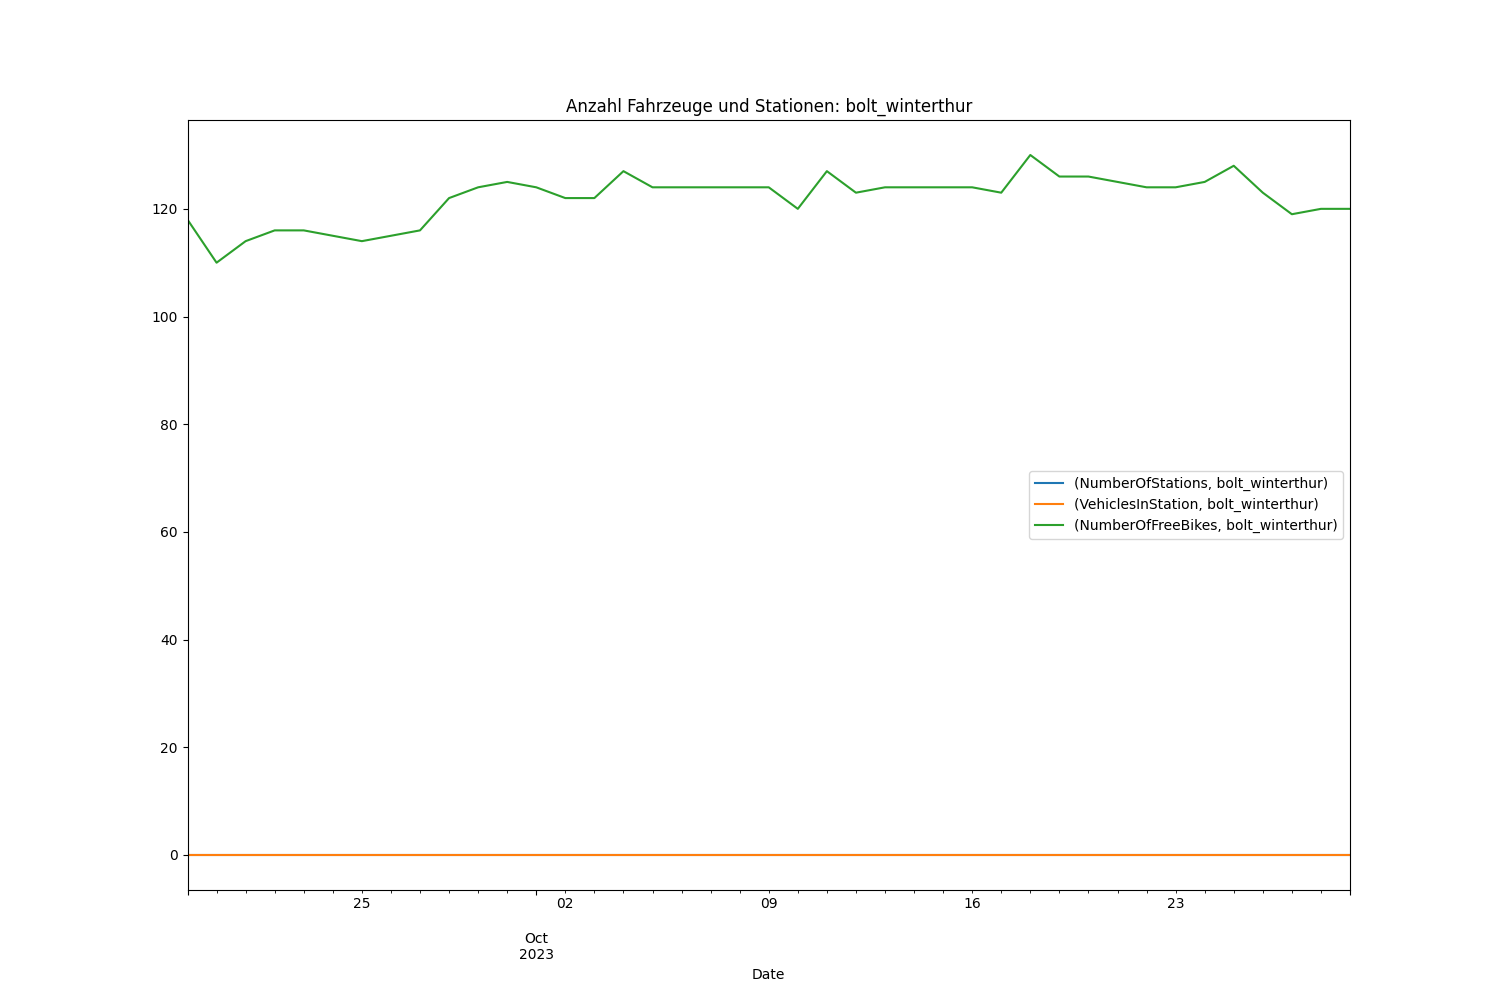 Anzahl Fahrzeuge und Stationen: bolt_winterthur
120
100
80
60
40
20
0
(NumberOfStations, bolt_winterthur)
(VehiclesInStation, bolt_winterthur)
(NumberOfFreeBikes, bolt_winterthur)
25 02 09 16 23
Oct
2023
Date